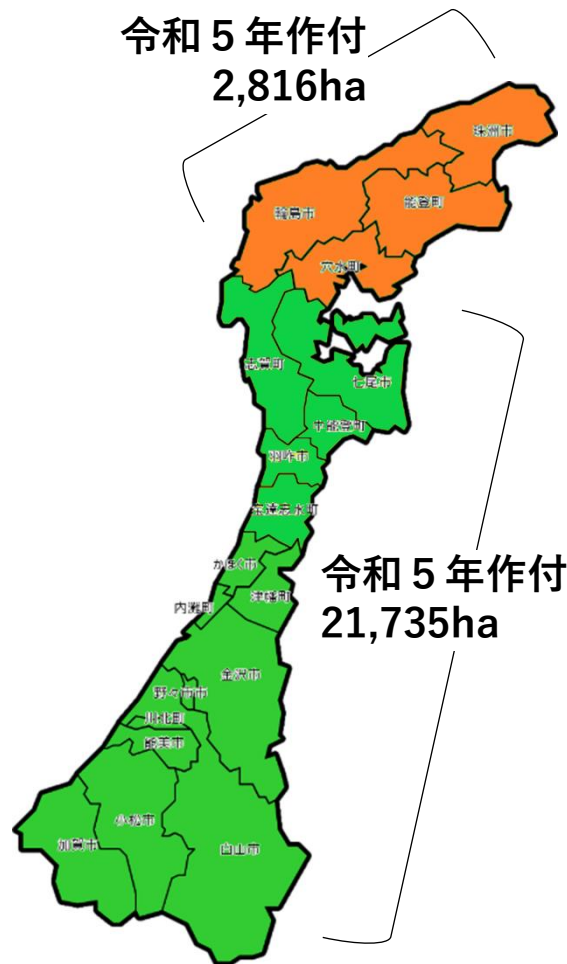 令和５年作付
2,816ha
珠洲市
輪島市
能登町
穴水町
志賀町
七尾市
中能登町
羽咋市
宝達志水町
かほく市
津幡町
内灘町
令和５年作付
21,735ha
金沢市
野々市市
川北町
能美市
小松市
加賀市
白山市